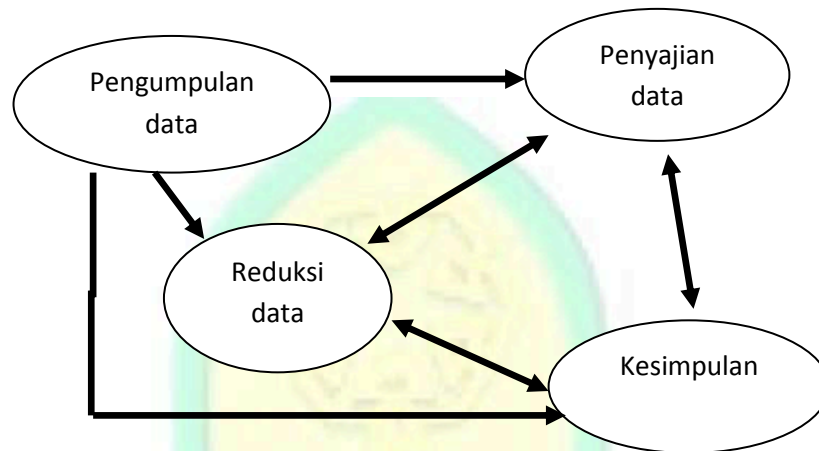 Pengumpulan
data
Penyajian
data
Reduksi
data
Kesimpulan